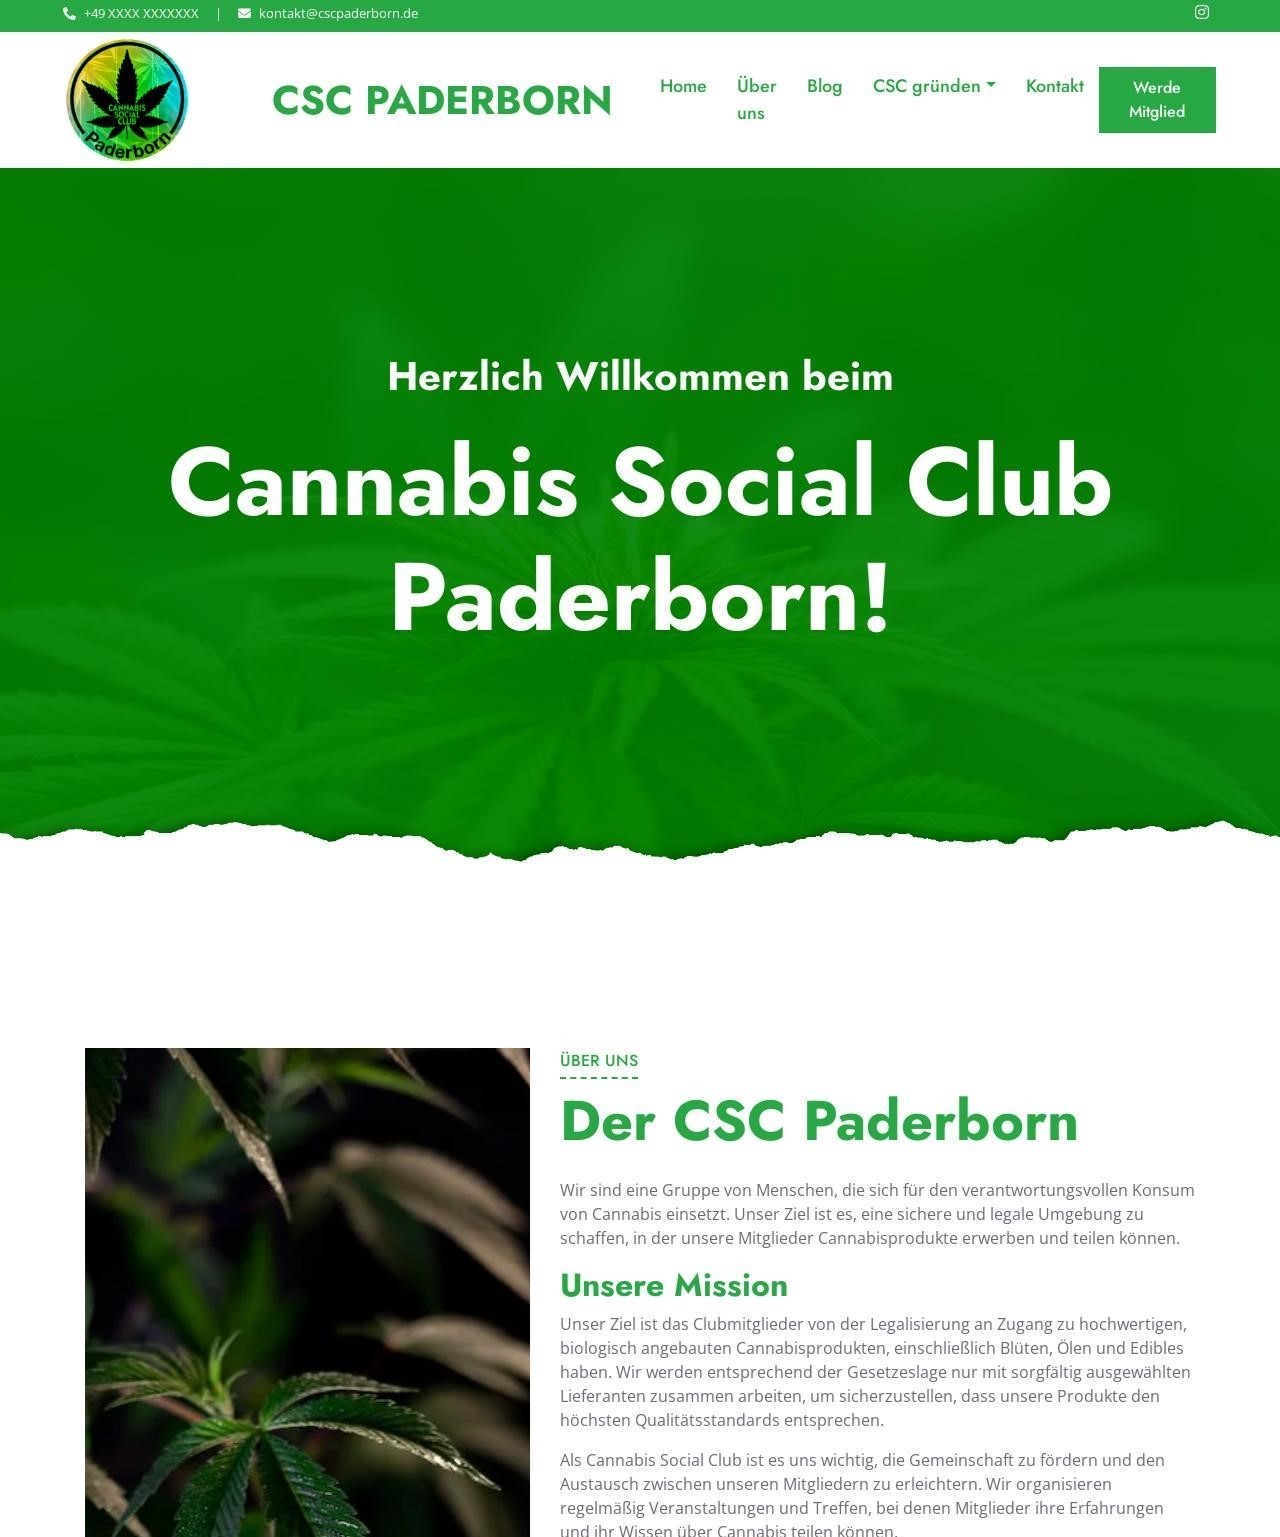 +49 XXXX XXXXXXX | kontakt@cscpaderborn.de
CANNABIS
SOCIAL
CLUB
Paderborn
CSC PADERBORN
Home
Über uns
Blog
CSC gründen
Kontakt
Werde
Mitglied
Herzlich Willkommen beim
Cannabis Social Club
Paderborn!
ÜBER UNS
Der CSC Paderborn
Wir sind eine Gruppe von Menschen, die sich für den verantwortungsvollen Konsum
von Cannabis einsetzt. Unser Ziel ist es, eine sichere und legale Umgebung zu
schaffen, in der unsere Mitglieder Cannabisprodukte erwerben und teilen können.
Unsere Mission
Unser Ziel ist das Clubmitglieder von der Legalisierung an Zugang zu hochwertigen,
biologisch angebauten Cannabisprodukten, einschließlich Blüten, Ölen und Edibles
haben. Wir werden entsprechend der Gesetzeslage nur mit sorgfältig ausgewählten
Lieferanten zusammen arbeiten, um sicherzustellen, dass unsere Produkte den
höchsten Qualitätsstandards entsprechen.
Als Cannabis Social Club ist es uns wichtig, die Gemeinschaft zu fördern und den
Austausch zwischen unseren Mitgliedern zu erleichtern. Wir organisieren
regelmäßig Veranstaltungen und Treffen, bei denen Mitglieder ihre Erfahrungen
und ihr Wissen über Cannabis teilen können.